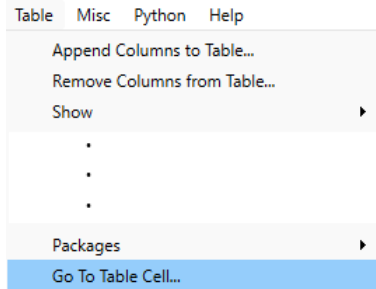 Table Misc Python Help
Append Columns to Table...
Remove Columns from Table...
Show
.
.
.
Packages
Go To Table Cell...